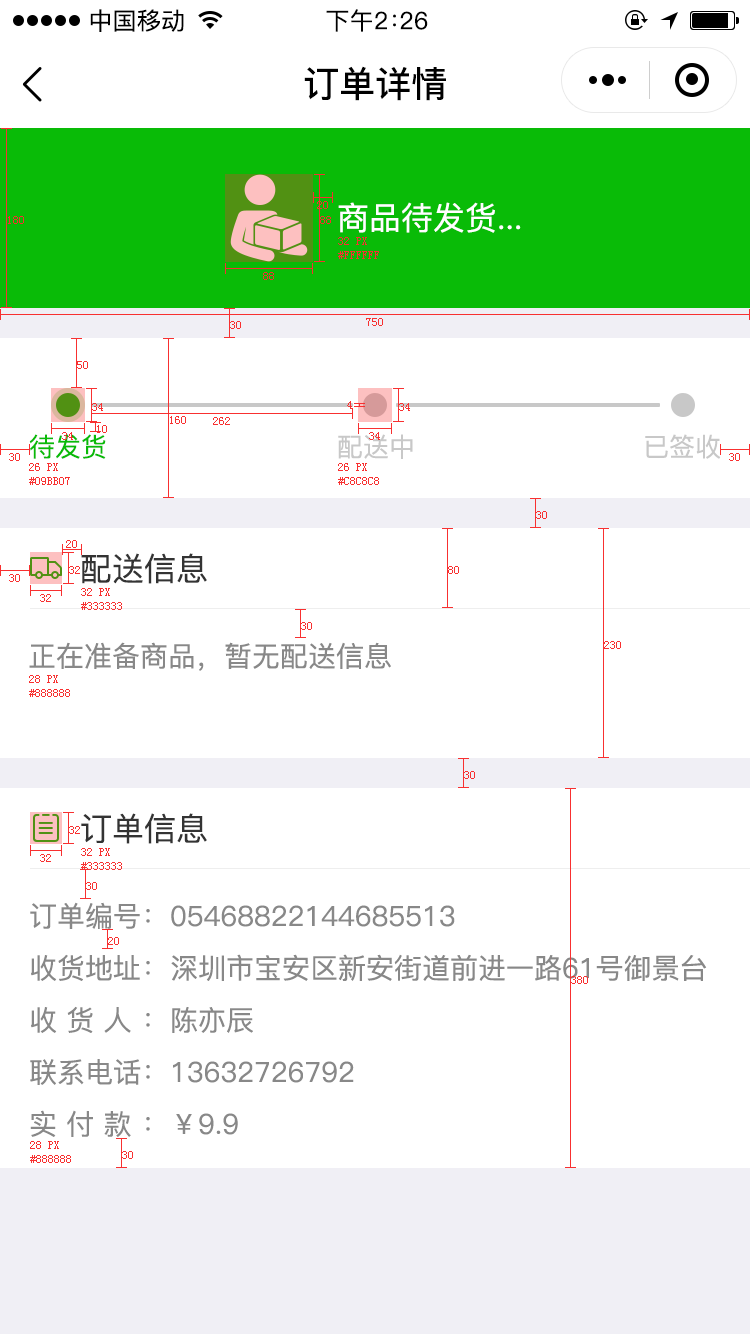 中国移动 下午2:26
订单详情
商品待发货...
30
750
50
34
4
34
160
262
10
34
34
待发货
配送中
已签收
30
30
26 PX
#09BB07
26 PX
#C8C8C8
30
20
配送信息
30
32
80
32
32 PX
#333333
30
230
正在准备商品，暂无配送信息
28 PX
#888888
30
订单信息
32
32
32 PX
#333333
30
订单编号：05468822144685513
20
收货地址：深圳市宝安区新安街道前进一路61号御景台
380
收 货 人 ：陈亦辰
联系电话：13632726792
实 付 款 ：￥9.9
28 PX
#888888
30